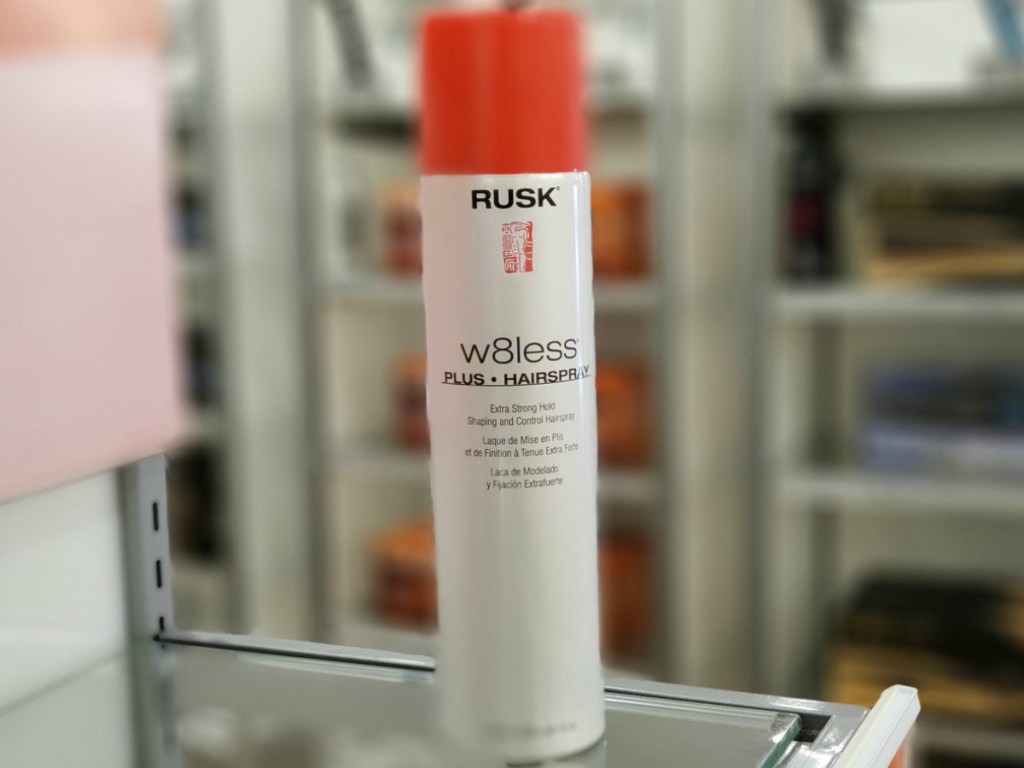 RUSK
w8less®
PLUS • HAIRSPRAY
Extra Strong Hold
Shaping and Control Hairspray
Laque de Mise en Plis
et de Finition à Tenue Extra Forte
Laca de Modelado
y Fijación Extrafuerte